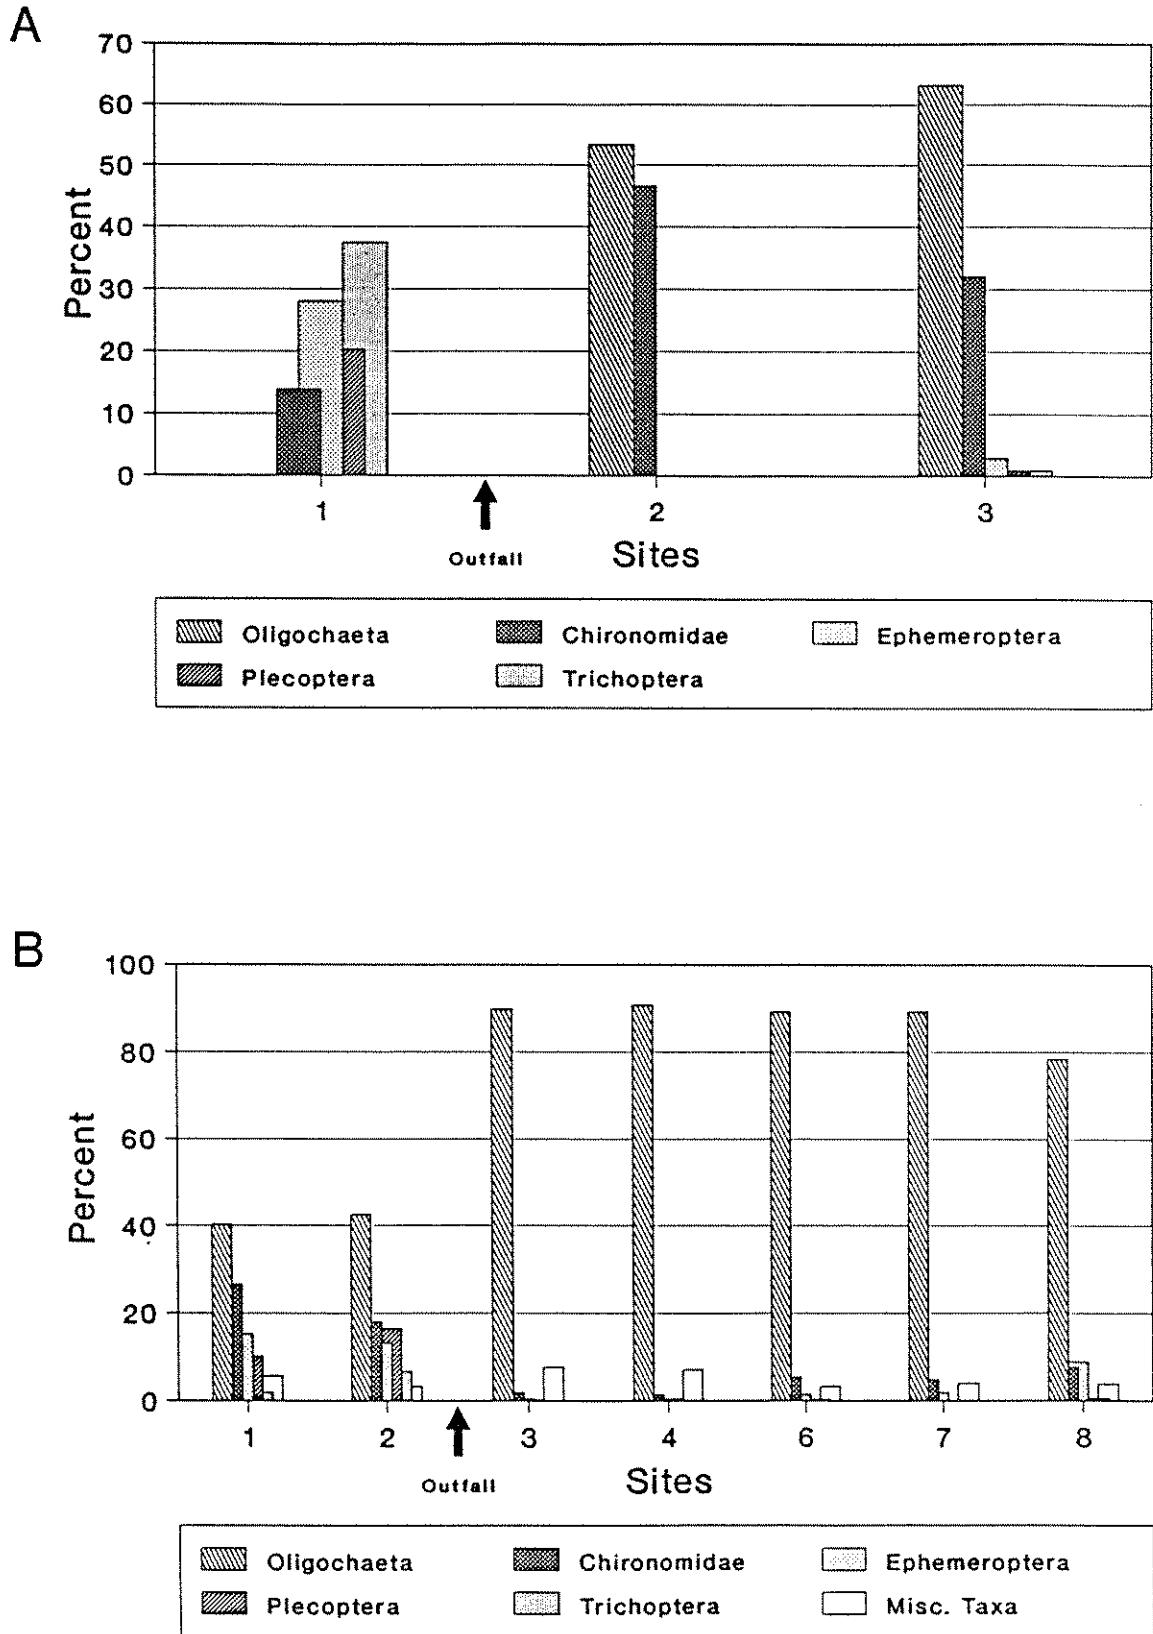 A
70
60
50
40
30
20
10
0
Percent
1 2 3
Outfall Sites
Oligochaeta Chironomidae Ephemeroptera
Plecoptera Trichoptera
B
100
80
60
40
20
0
Percent
1 2 3 4 6 7 8
Outfall Sites
Oligochaeta Chironomidae Ephemeroptera
Plecoptera Trichoptera Misc. Taxa